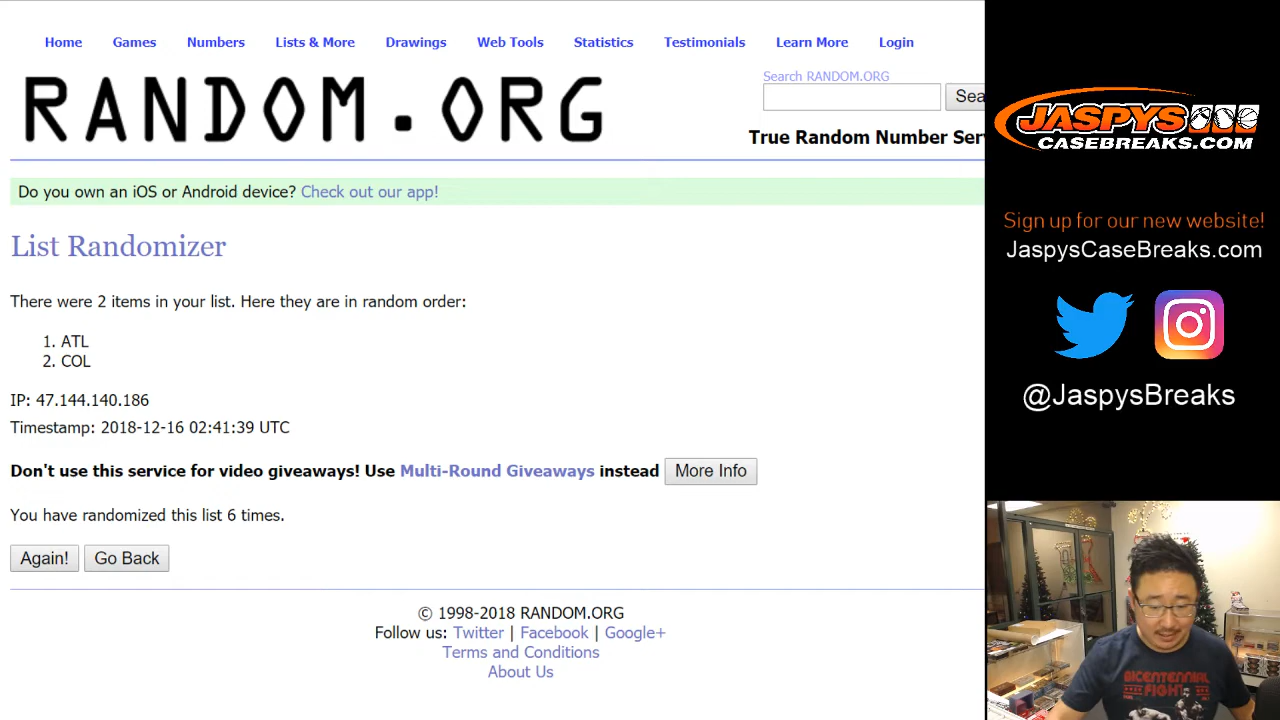 Home Games Numbers Lists & More Drawings Web Tools Statistics Testimonials Learn More Login
RANDOM.ORG
Search RANDOM.ORG
Sea
True Random Number Ser
Do you own an iOS or Android device? Check out our app!
List Randomizer
There were 2 items in your list. Here they are in random order:
1. ATL
2. COL
IP: 47.144.140.186
Timestamp: 2018-12-16 02:41:39 UTC
Don't use this service for video giveaways! Use Multi-Round Giveaways instead More Info
You have randomized this list 6 times.
Again! Go Back
© 1998-2018 RANDOM.ORG
Follow us: Twitter | Facebook | Google+
Terms and Conditions
About Us
JASPYS
CASEBREAKS.COM
Sign up for our new website!
JaspysCaseBreaks.com
@JaspysBreaks
BICENTENNIAL
FIGHT